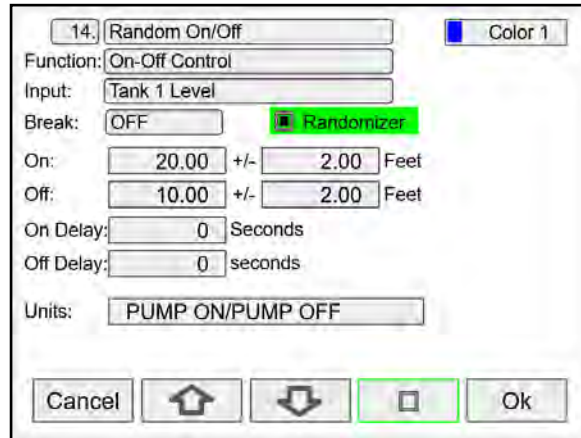 14. Random On/Off Color 1
Function: On-Off Control
Input: Tank 1 Level
Break: OFF Randomizer
On: 20.00 +/- 2.00 Feet
Off: 10.00 +/- 2.00 Feet
On Delay: 0 Seconds
Off Delay: 0 seconds
Units: PUMP ON/PUMP OFF
Cancel Ok